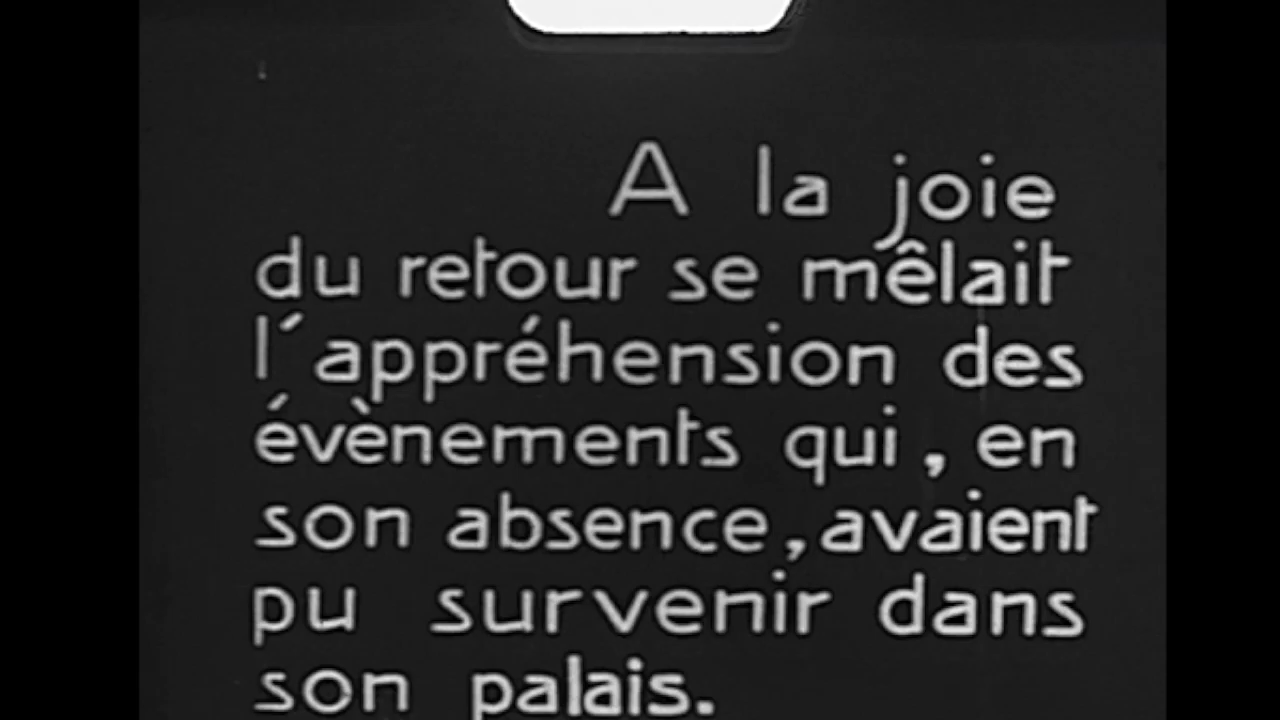 A la joie
du retour se mêlait
l'appréhension des
évènements qui, en
son absence, avaient
pu survenir dans
son palais.